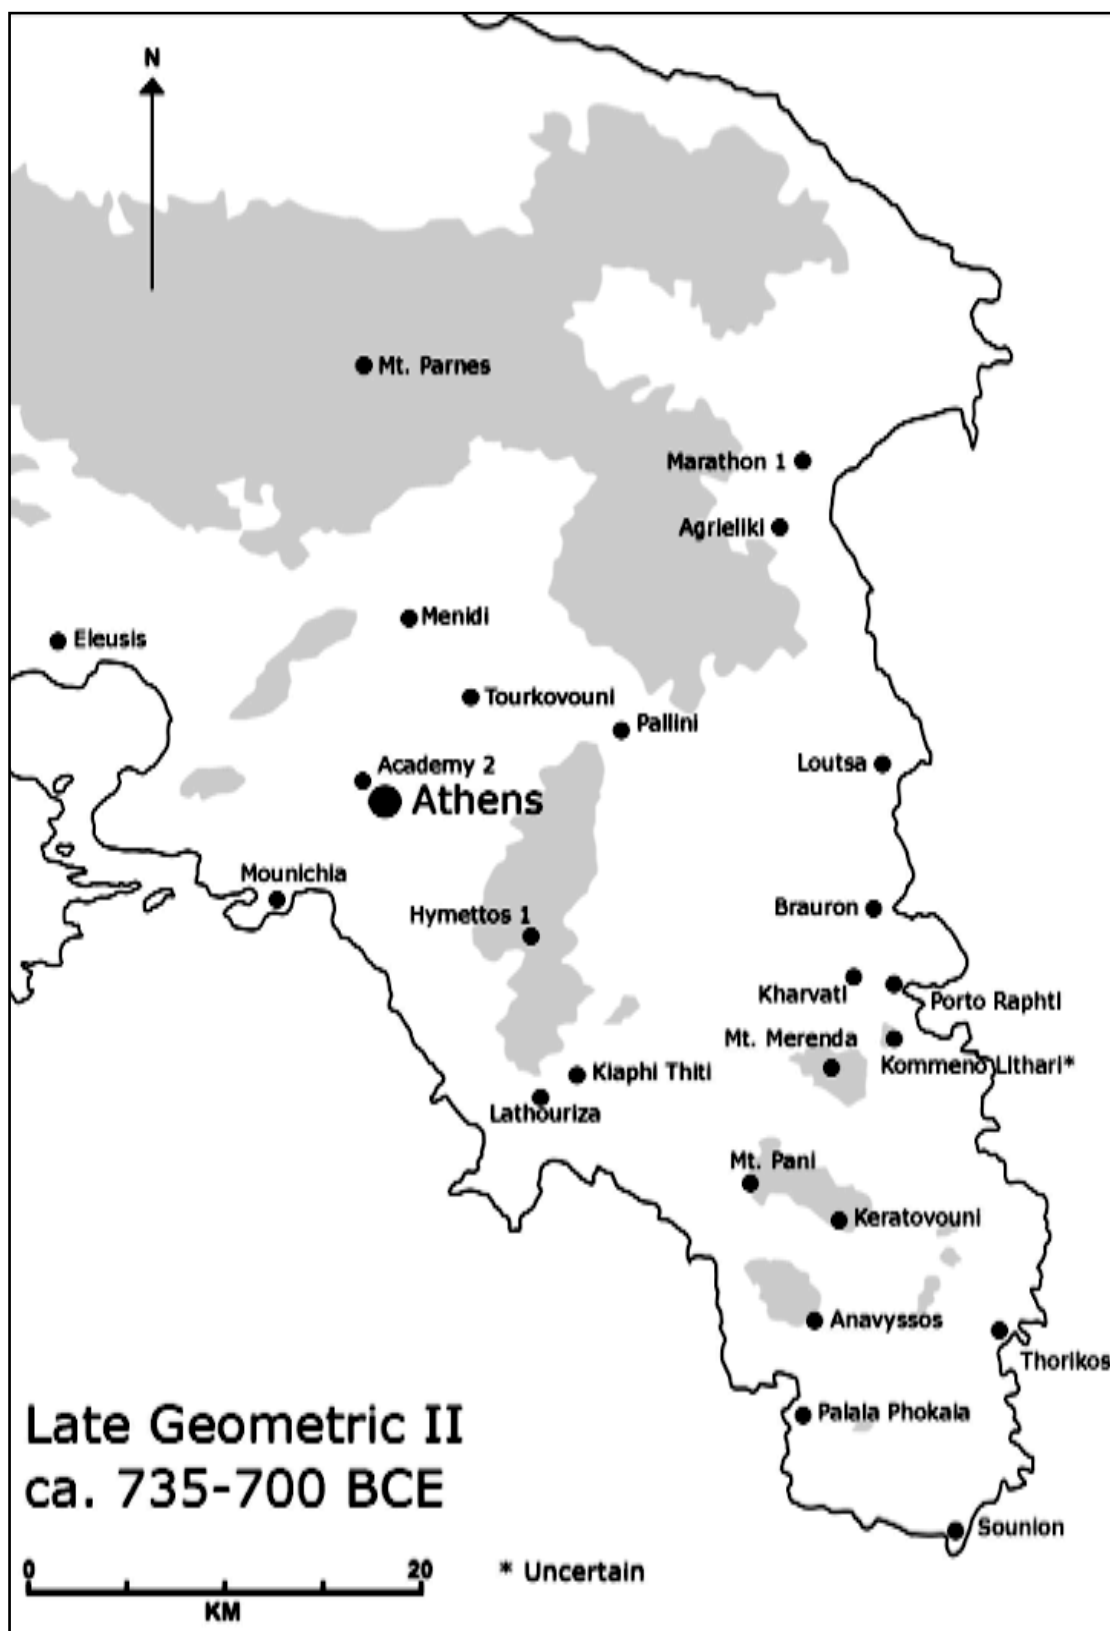 N
Mt. Parnes
Marathon 1
Agrieliki
Menidi
Eleusis
Tourkovouni
Pallini
Loutsa
Academy 2
Athens
Mounichia
Hymettos 1
Brauron
Kharvati
Porto Raphti
Mt. Merenda
Kommeno Lithari*
Kiaphi Thiti
Lathouriza
Mt. Pani
Keratovouni
Anavyssos
Thorikos
Palaia Phokaia
Sounion
Late Geometric II
ca. 735-700 BCE
0 20
KM
* Uncertain